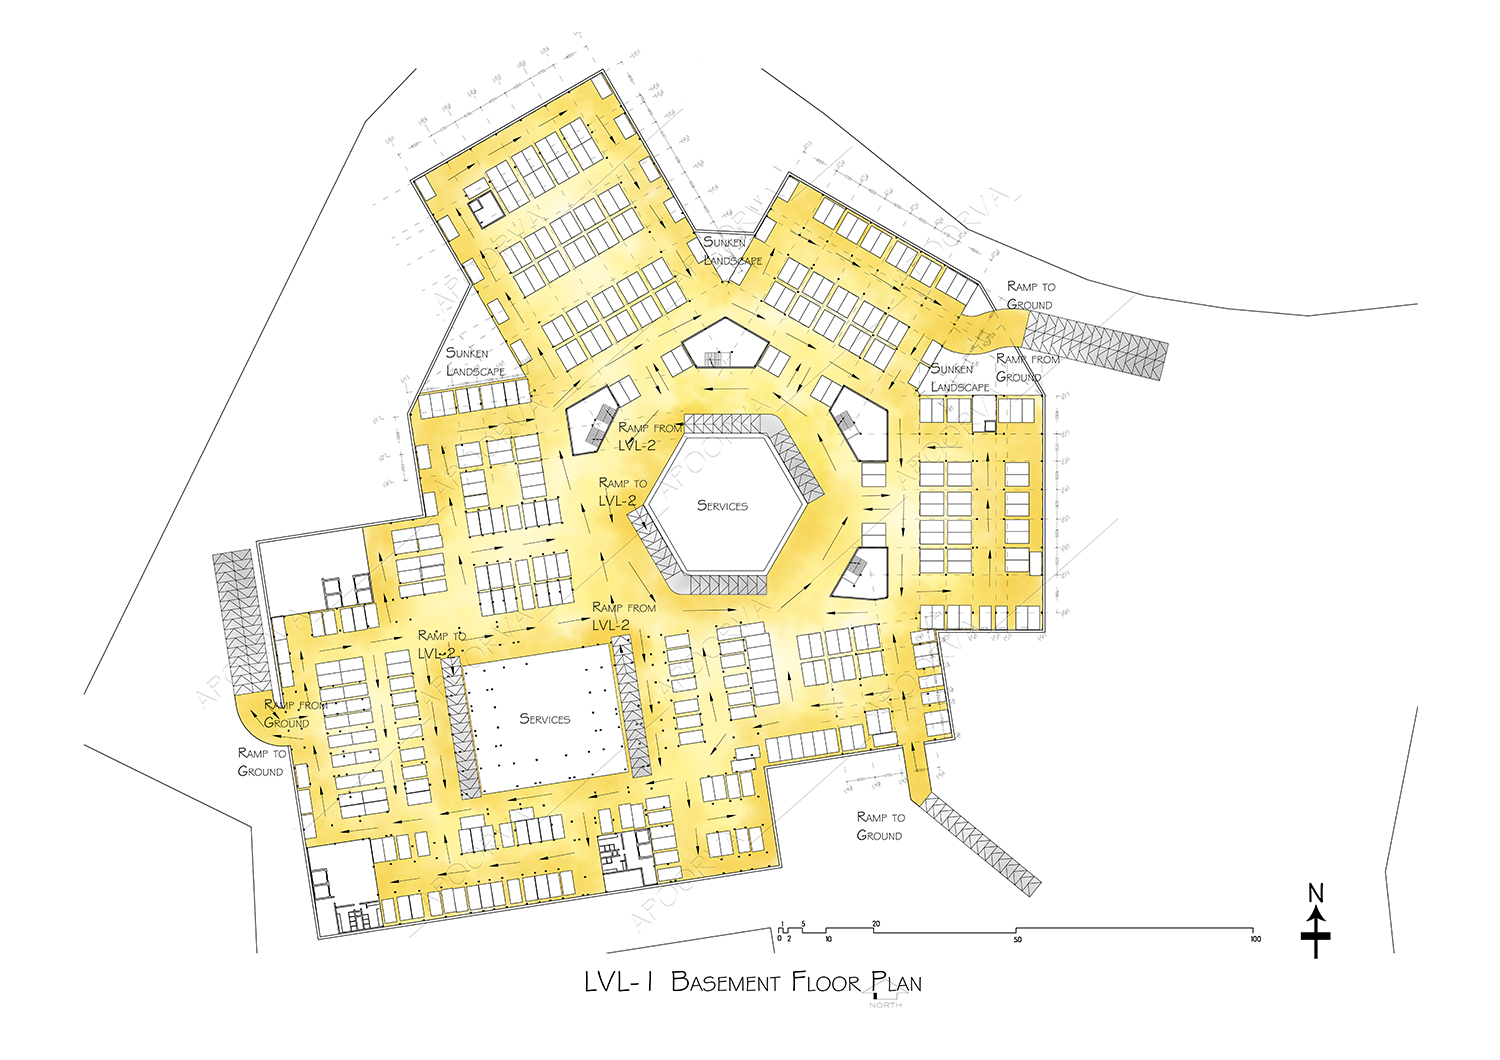 Sunken
Landscape
Ramp to
Ground
Sunken
Landscape
Ramp from
Ground
Sunken
Landscape
Ramp from
LVL-2
Ramp to
LVL-2
Services
Ramp from
LVL-2
Ramp to
LVL-2
Ramp from
Ground
Services
Ramp to
Ground
Ramp to
Ground
APOORVA
N
1 5 20
0 2 10 50 100
LVL-1 Basement Floor Plan
NORTH